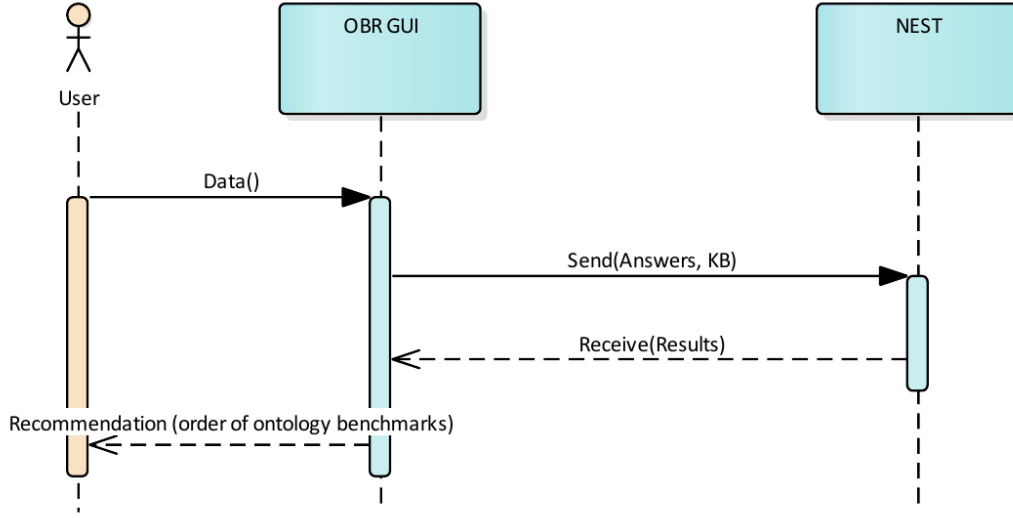 OBR GUI
NEST
User
Data()
Send(Answers, KB)
Receive(Results)
Recommendation (order of ontology benchmarks)